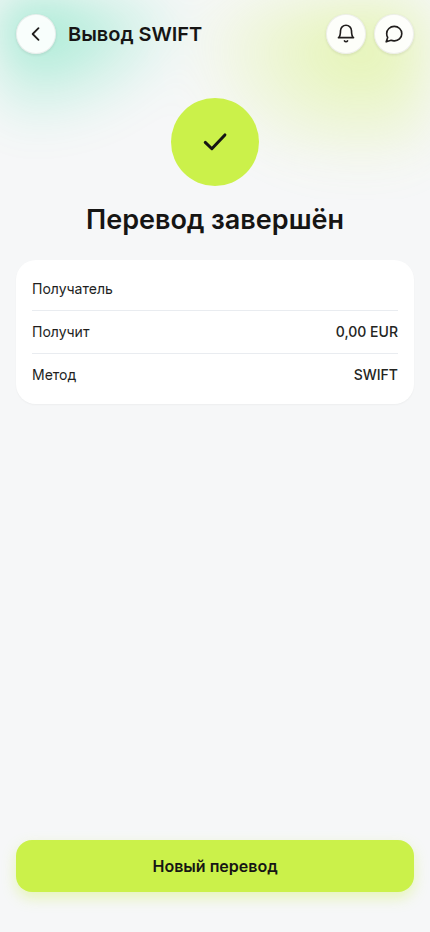 Вывод SWIFT
Перевод завершён
Получатель
Получит 0,00 EUR
Метод SWIFT
Новый перевод